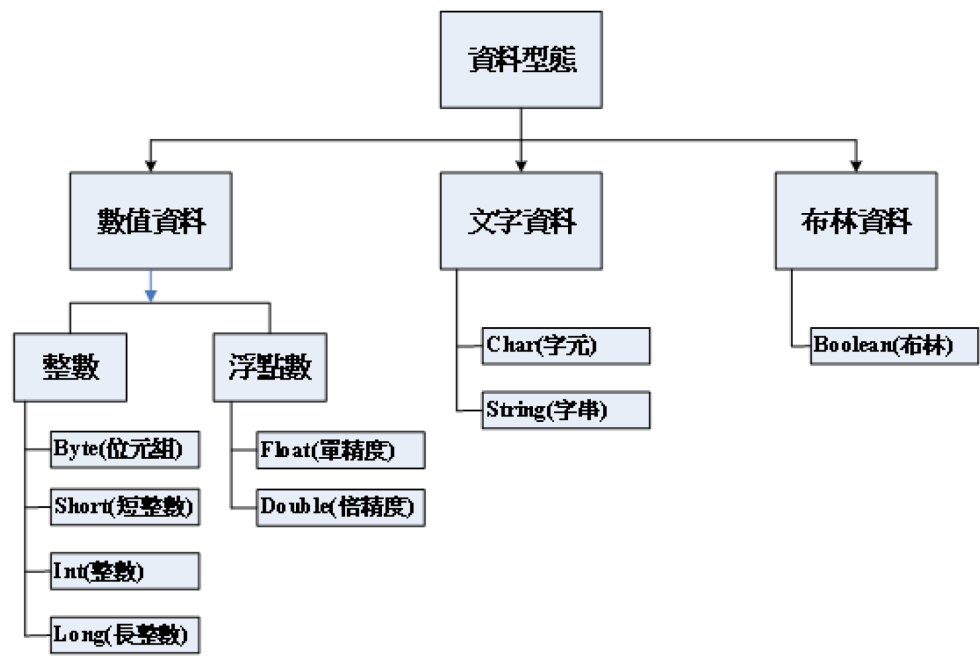 資料型態
數值資料
文字資料
布林資料
整數
浮點數
Char(字元)
String(字串)
Boolean(布林)
Byte(位元組)
Short(短整數)
Int(整數)
Long(長整數)
Float(單精度)
Double(倍精度)